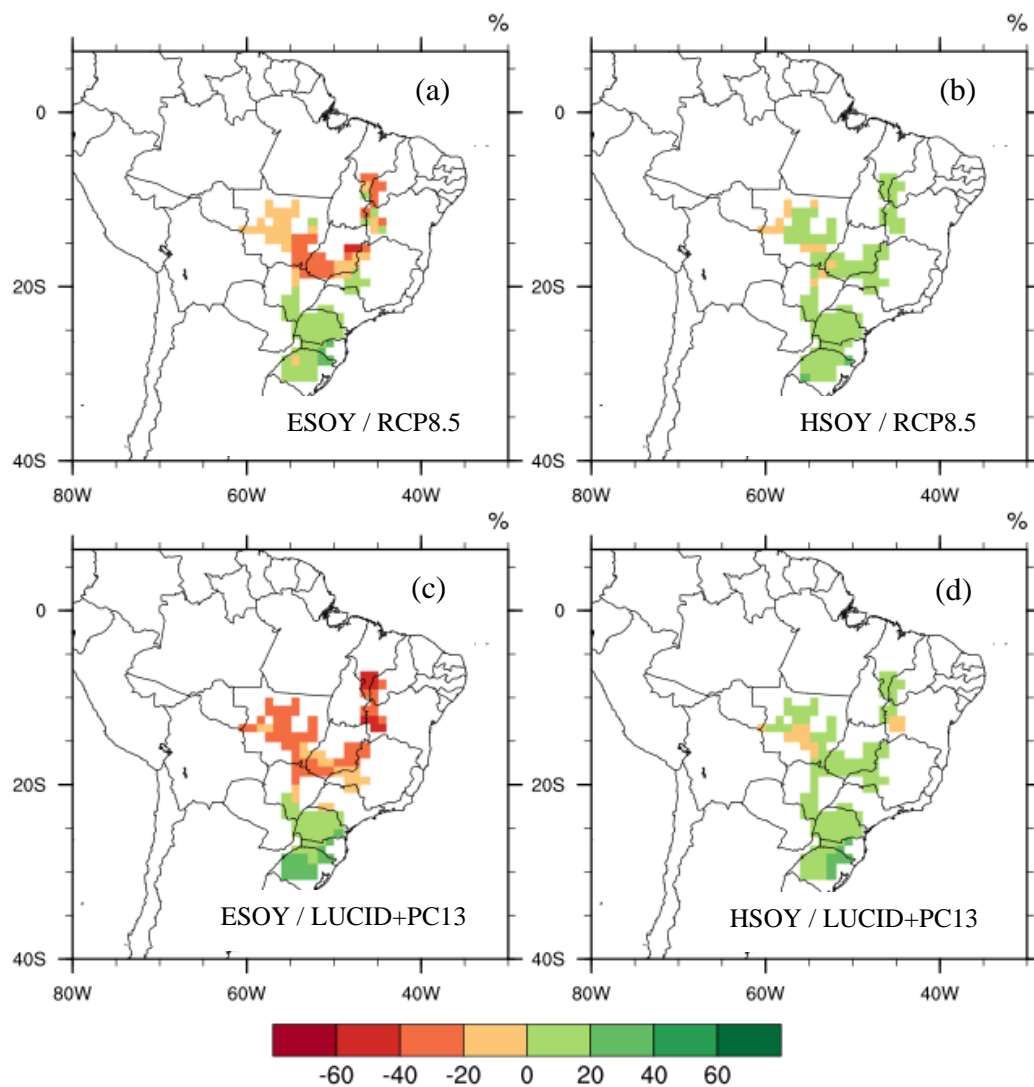 % %
(a) (b)
0 0
20S 20S
ESOY / RCP8.5 HSOY / RCP8.5
40S 40S
80W 60W 40W 80W 60W 40W
% %
(c) (d)
0 0
20S 20S
ESOY / LUCID+PC13 HSOY / LUCID+PC13
40S 40S
80W 60W 40W 80W 60W 40W
-60 -40 -20 0 20 40 60